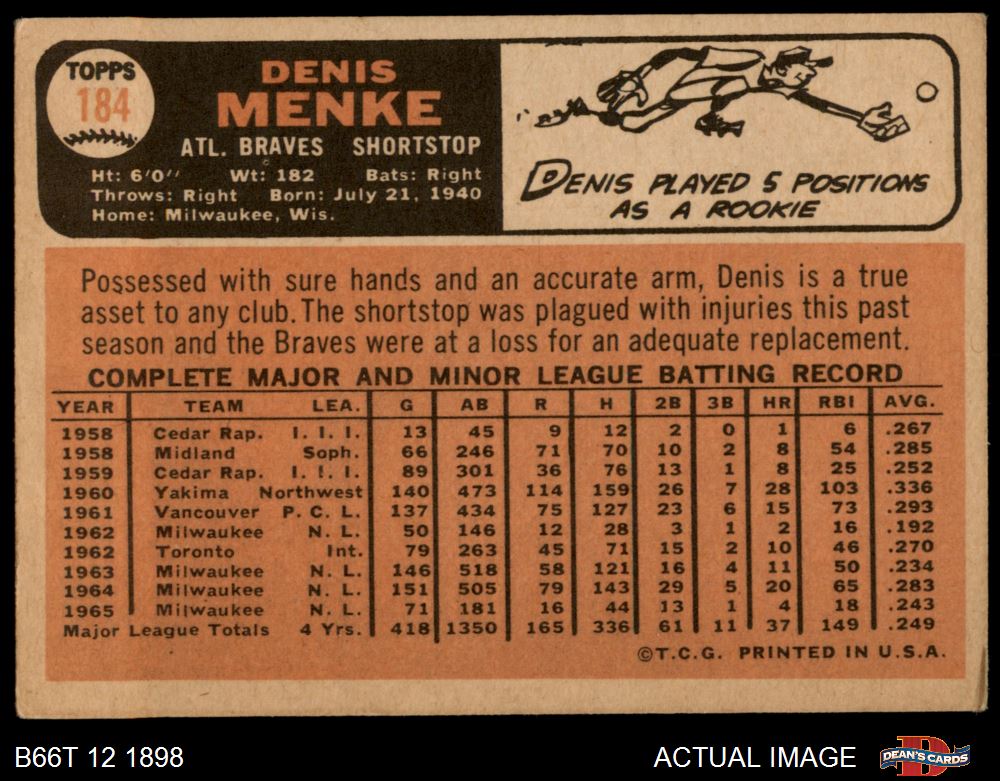 TOPPS
184
DENIS
MENKE
ATL. BRAVES SHORTSTOP
Ht: 6'0" Wt: 182 Bats: Right
Throws: Right Born: July 21, 1940
Home: Milwaukee, Wis.
DENIS PLAYED 5 POSITIONS
AS A ROOKIE
Possessed with sure hands and an accurate arm, Denis is a true
asset to any club. The shortstop was plagued with injuries this past
season and the Braves were at a loss for an adequate replacement.
COMPLETE MAJOR AND MINOR LEAGUE BATTING RECORD
YEAR TEAM LEA. G AB R H 2B 3B HR RBI AVG.
1958 Cedar Rap. I. I. I. 13 45 9 12 2 0 1 6 .267
1958 Midland Soph. 66 246 71 70 10 2 8 54 .285
1959 Cedar Rap. I. I. I. 89 301 36 76 13 1 8 25 .252
1960 Yakima Northwest 140 473 114 159 26 7 28 103 .336
1961 Vancouver P. C. L. 137 434 75 127 23 6 15 73 .293
1962 Milwaukee N. L. 50 146 12 28 3 1 2 16 .192
1962 Toronto Int. 79 263 45 71 15 2 10 46 .270
1963 Milwaukee N. L. 146 518 58 121 16 4 11 50 .234
1964 Milwaukee N. L. 151 505 79 143 29 5 20 65 .283
1965 Milwaukee N. L. 71 181 16 44 13 1 4 18 .243
Major League Totals 4 Yrs. 418 1350 165 336 61 11 37 149 .249
©T.C.G. PRINTED IN U.S.A.
B66T 12 1898 ACTUAL IMAGE
DEAN'S CARDS